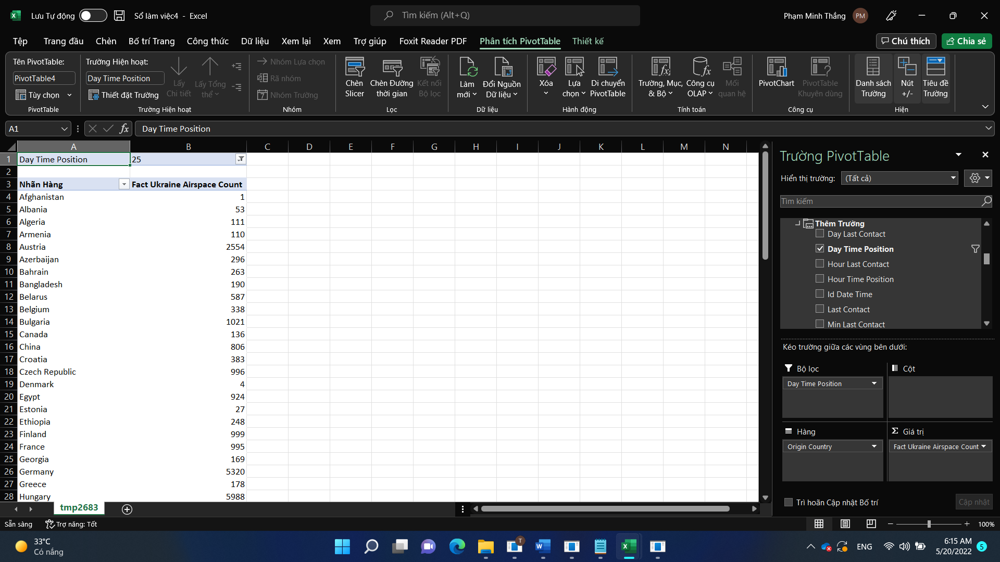 Lưu Tự động
Sổ làm việc4 - Excel
Tìm kiếm (Alt+Q)
Phạm Minh Thắng
PM
Tệp Trang đầu Chèn Bố trí Trang Công thức Dữ liệu Xem lại Xem Trợ giúp Foxit Reader PDF Phân tích PivotTable Thiết kế
Chú thích
Chia sẻ
Tên PivotTable:
PivotTable4
Tùy chọn
PivotTable
Trường Hiện hoạt:
Day Time Position
Thiết đặt Trường
Lấy
Chi tiết
Lấy Tổng
thể
Trường Hiện hoạt
Nhóm Lựa chọn
Rã nhóm
Nhóm Trường
Nhóm
Chèn
Slicer
Chèn Đường
thời gian
Kết nối
Bộ lọc
Lọc
Làm
mới
Đổi Nguồn
Dữ liệu
Dữ liệu
Xóa
Lựa
chọn
Di chuyển
PivotTable
Hành động
Trường, Mục,
& Bộ
Công cụ
OLAP
Mối
quan hệ
Tính toán
PivotChart
PivotTable
Khuyên dùng
Công cụ
Danh sách
Trường
Nút
+/-
Tiêu đề
Trường
Hiện
A1
fx
Day Time Position
A B C D E F G H I J K L M N
1 Day Time Position 25
2
3 Nhãn Hàng Fact Ukraine Airspace Count
4 Afghanistan 1
5 Albania 53
6 Algeria 111
7 Armenia 110
8 Austria 2554
9 Azerbaijan 296
10 Bahrain 263
11 Bangladesh 190
12 Belarus 587
13 Belgium 338
14 Bulgaria 1021
15 Canada 136
16 China 806
17 Croatia 383
18 Czech Republic 996
19 Denmark 4
20 Egypt 924
21 Estonia 27
22 Ethiopia 248
23 Finland 999
24 France 995
25 Georgia 169
26 Germany 5320
27 Greece 178
28 Hungary 5988
Trường PivotTable
Hiển thị trường: (Tất cả)
Tìm kiếm
Thêm Trường
Day Last Contact
Day Time Position
Hour Last Contact
Hour Time Position
Id Date Time
Last Contact
Min Last Contact
Kéo trường giữa các vùng bên dưới:
Bộ lọc
Day Time Position
Cột
Hàng
Origin Country
Σ Giá trị
Fact Ukraine Airspace Count
Trì hoãn Cập nhật Bố trí
Cập nhật
tmp2683
Sẵn sàng
Trợ năng: Tốt
100%
33°C
Có nắng
T
ENG
6:15 AM
5/20/2022
5